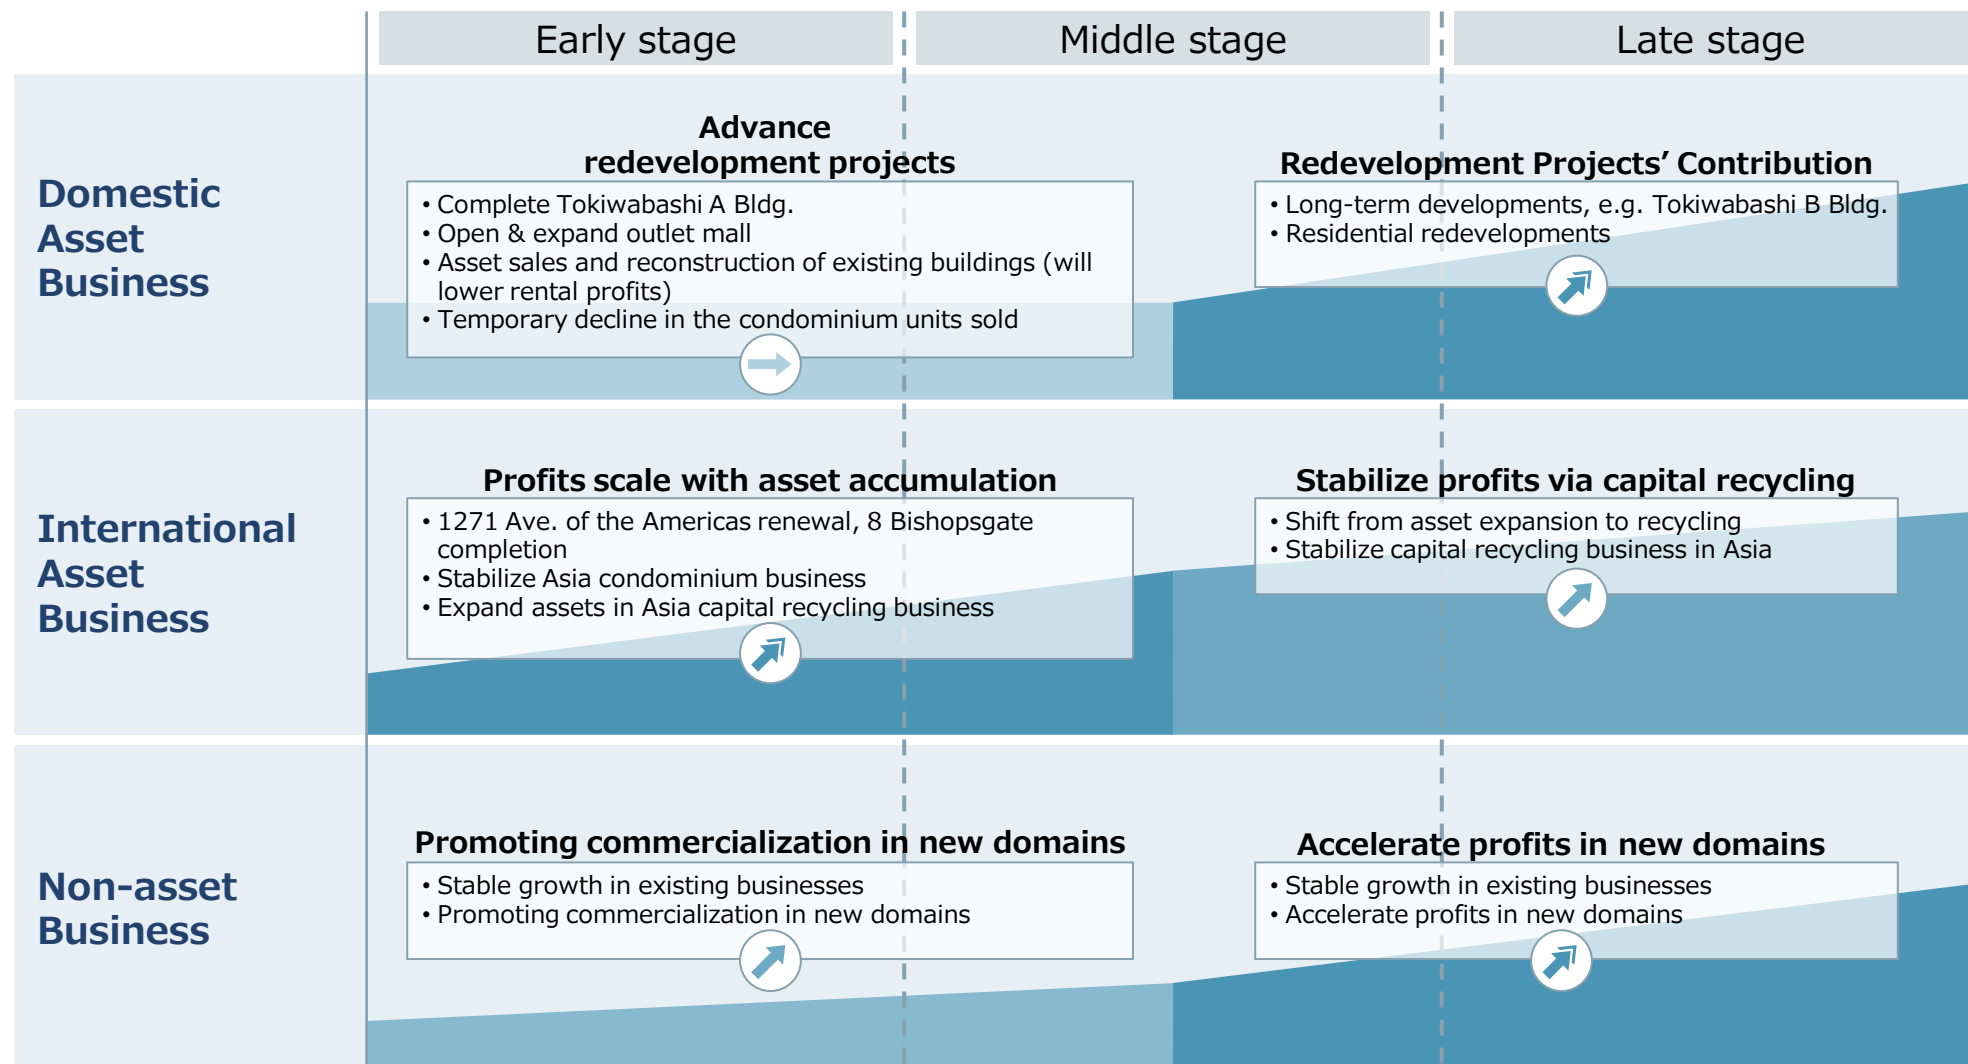 Early stage
Middle stage
Late stage
Domestic
Asset
Business
Advance
redevelopment projects
• Complete Tokiwabashi A Bldg.
• Open & expand outlet mall
• Asset sales and reconstruction of existing buildings (will
lower rental profits)
• Temporary decline in the condominium units sold
Redevelopment Projects’ Contribution
• Long-term developments, e.g. Tokiwabashi B Bldg.
• Residential redevelopments
International
Asset
Business
Profits scale with asset accumulation
• 1271 Ave. of the Americas renewal, 8 Bishopsgate
completion
• Stabilize Asia condominium business
• Expand assets in Asia capital recycling business
Stabilize profits via capital recycling
• Shift from asset expansion to recycling
• Stabilize capital recycling business in Asia
Non-asset
Business
Promoting commercialization in new domains
• Stable growth in existing businesses
• Promoting commercialization in new domains
Accelerate profits in new domains
• Stable growth in existing businesses
• Accelerate profits in new domains